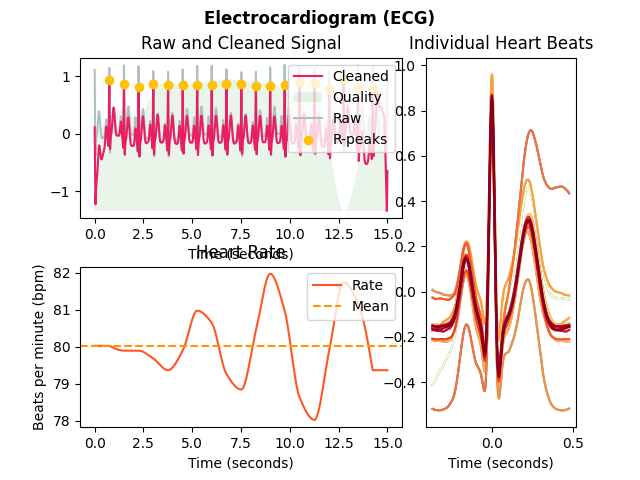 Electrocardiogram (ECG)
Raw and Cleaned Signal
Cleaned
Quality
Raw
R-peaks
1
0
−1
0.0 2.5 5.0 7.5 10.0 12.5 15.0
Time (seconds)
Heart Rate
Rate
Mean
82
81
80
79
78
Beats per minute (bpm)
0.0 2.5 5.0 7.5 10.0 12.5 15.0
Time (seconds)
Individual Heart Beats
1.0
0.8
0.6
0.4
0.2
0.0
−0.2
−0.4
0.0 0.5
Time (seconds)